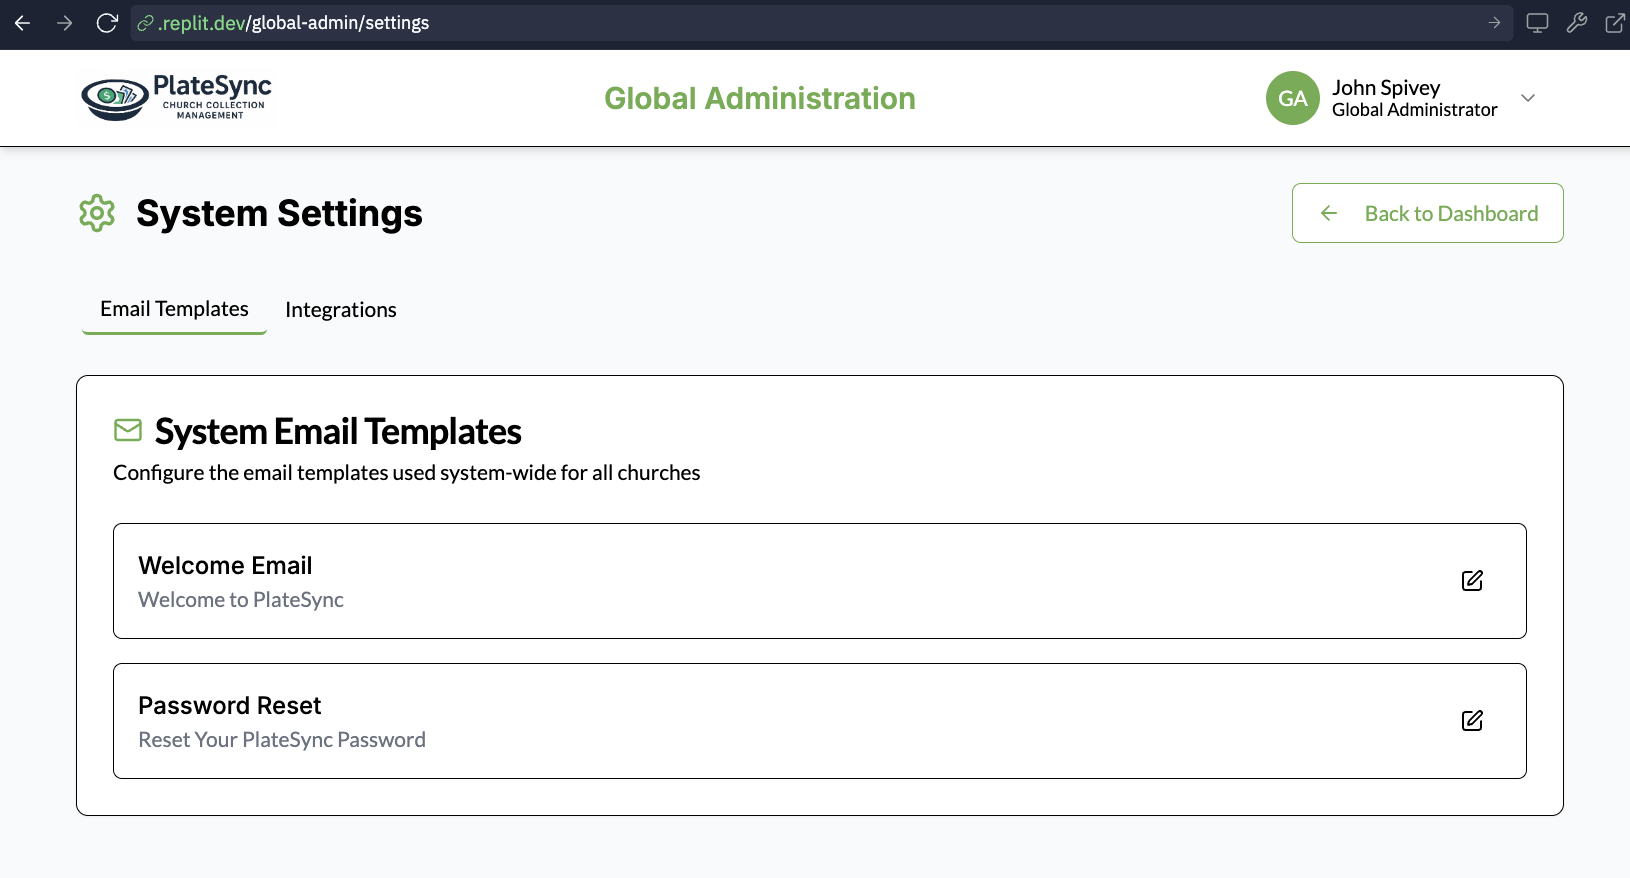 .replit.dev/global-admin/settings
PlateSync
CHURCH COLLECTION
MANAGEMENT
$
Global Administration
GA
John Spivey
Global Administrator
System Settings
Back to Dashboard
Email Templates
Integrations
System Email Templates
Configure the email templates used system-wide for all churches
Welcome Email
Welcome to PlateSync
Password Reset
Reset Your PlateSync Password